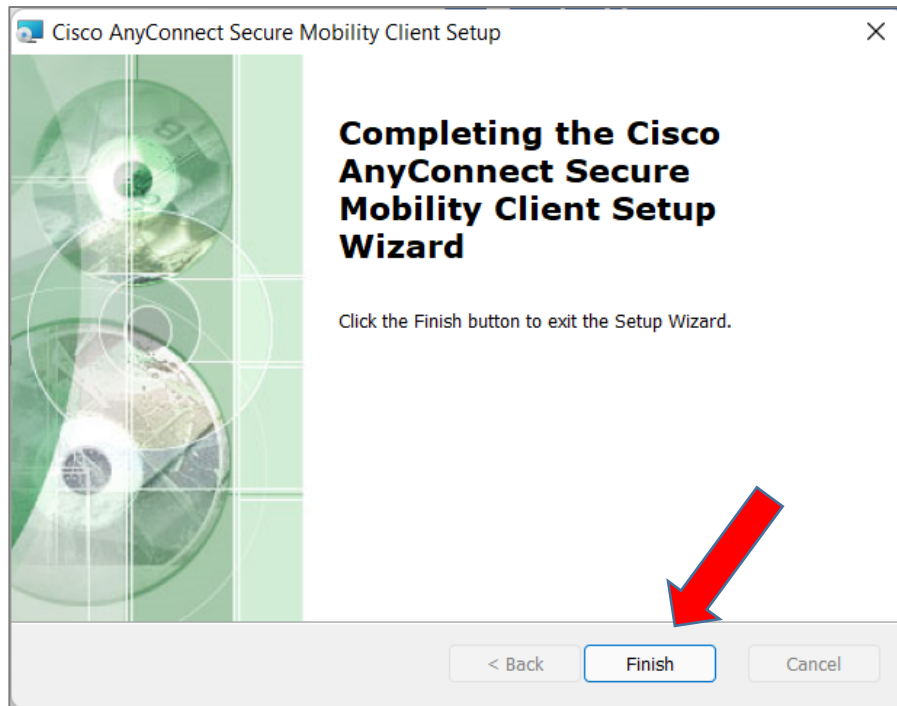 Cisco AnyConnect Secure Mobility Client Setup
Completing the Cisco
AnyConnect Secure
Mobility Client Setup
Wizard
Click the Finish button to exit the Setup Wizard.
< Back
Finish
Cancel